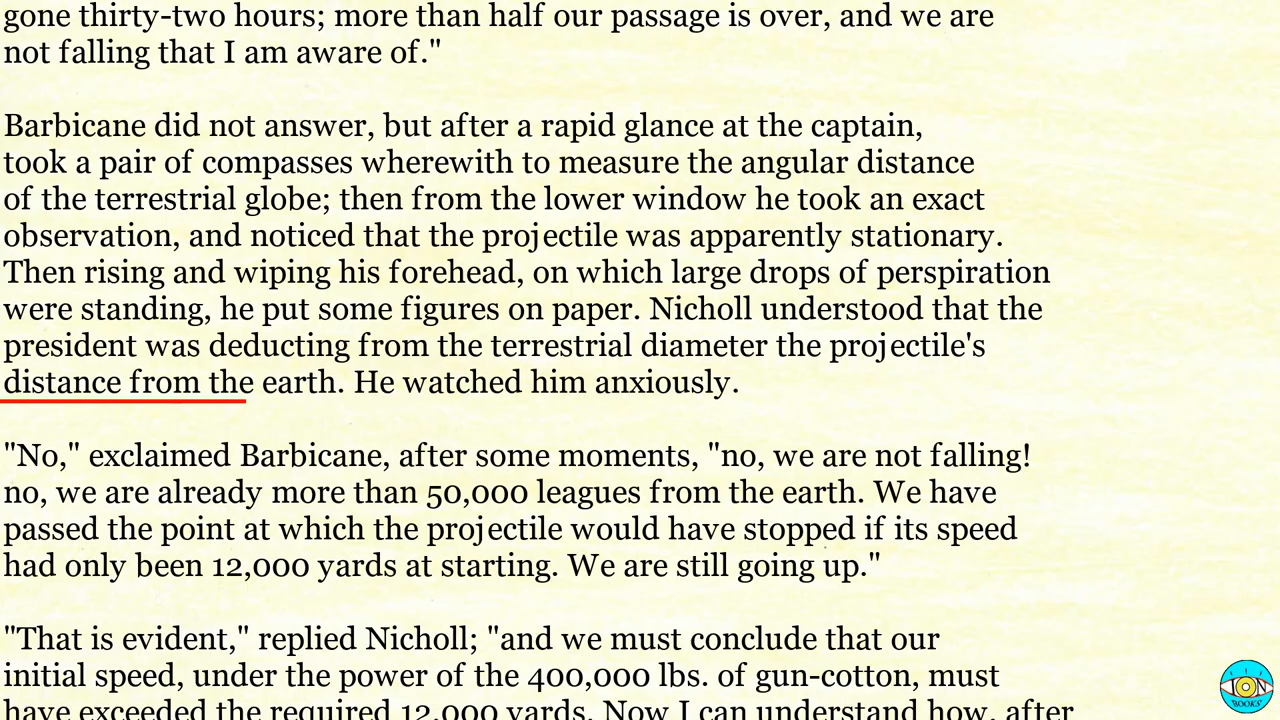 gone thirty-two hours; more than half our passage is over, and we are
not falling that I am aware of."
Barbicane did not answer, but after a rapid glance at the captain,
took a pair of compasses wherewith to measure the angular distance
of the terrestrial globe; then from the lower window he took an exact
observation, and noticed that the projectile was apparently stationary.
Then rising and wiping his forehead, on which large drops of perspiration
were standing, he put some figures on paper. Nicholl understood that the
president was deducting from the terrestrial diameter the projectile's
distance from the earth. He watched him anxiously.
"No," exclaimed Barbicane, after some moments, "no, we are not falling!
no, we are already more than 50,000 leagues from the earth. We have
passed the point at which the projectile would have stopped if its speed
had only been 12,000 yards at starting. We are still going up."
"That is evident," replied Nicholl; "and we must conclude that our
initial speed, under the power of the 400,000 lbs. of gun-cotton, must
have exceeded the required 12,000 yards. Now I can understand how, after
ION
BOOKS